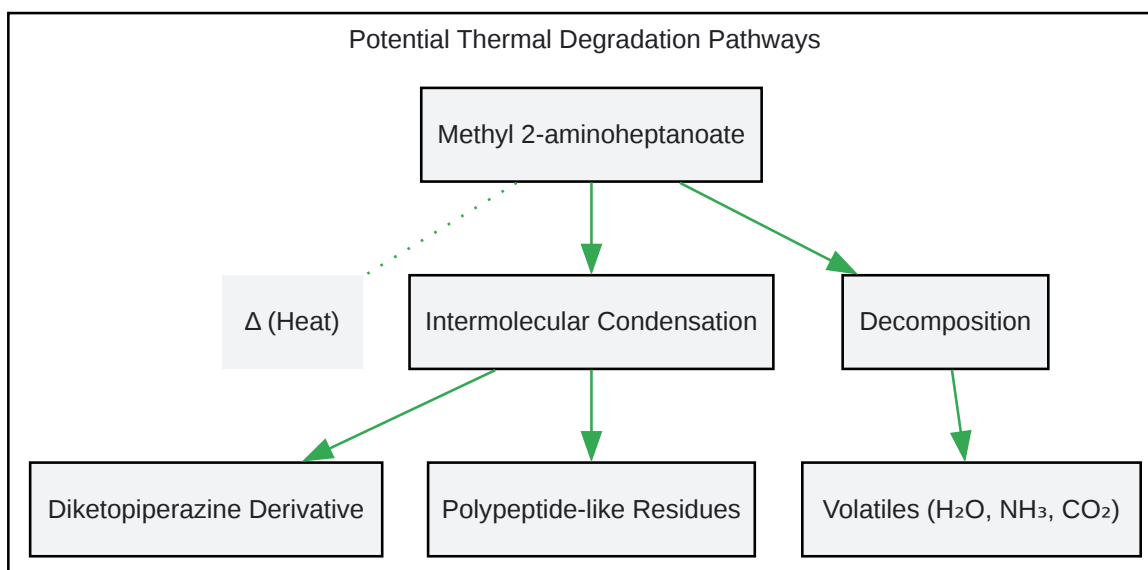 Potential Thermal Degradation Pathways
Methyl 2-aminoheptanoate
Δ (Heat)
Intermolecular Condensation
Decomposition
Diketopiperazine Derivative
Polypeptide-like Residues
Volatiles (H₂O, NH₃, CO₂)